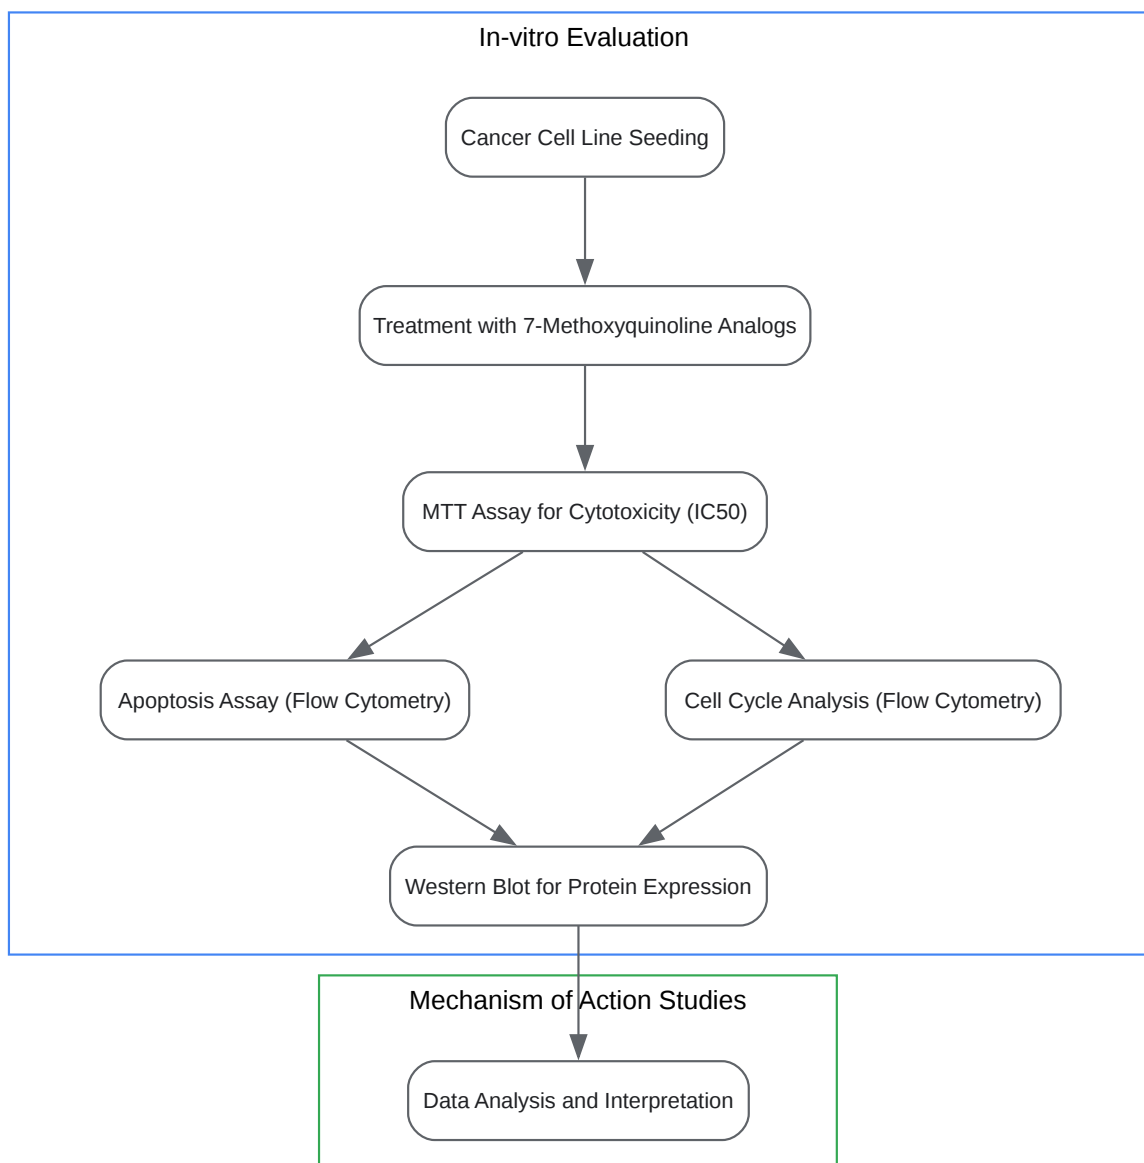 In-vitro Evaluation
Cancer Cell Line Seeding
Treatment with 7-Methoxyquinoline Analogs
MTT Assay for Cytotoxicity (IC50)
Apoptosis Assay (Flow Cytometry)
Cell Cycle Analysis (Flow Cytometry)
Western Blot for Protein Expression
Mechanism of Action Studies
Data Analysis and Interpretation